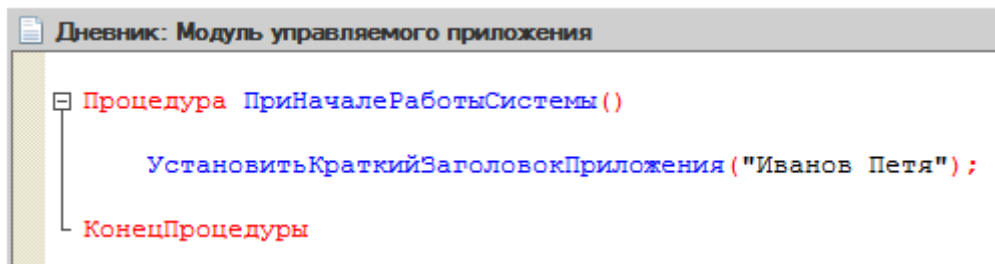 Дневник: Модуль управляемого приложения
Процедура ПриНачалеРаботыСистемы()
УстановитьКраткийЗаголовокПриложения("Иванов Петя");
КонецПроцедуры